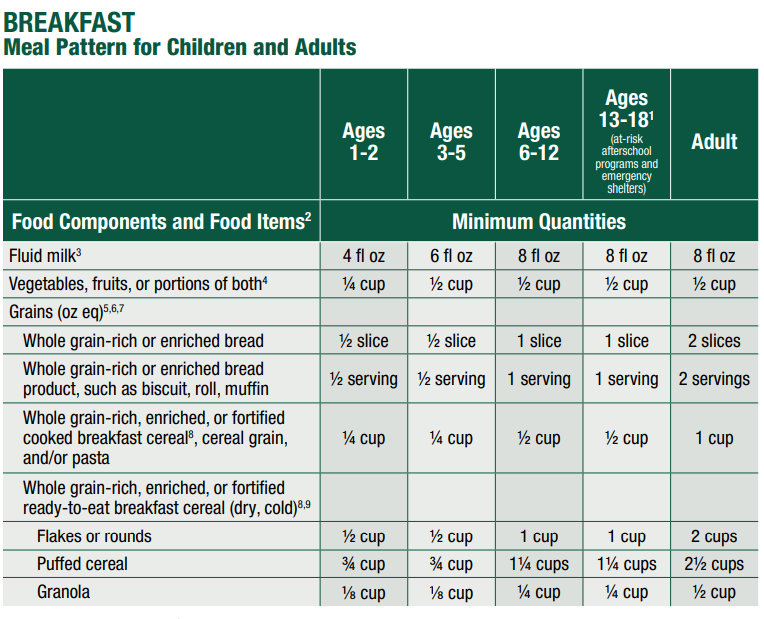 BREAKFAST
Meal Pattern for Children and Adults
Ages 1-2 Ages 3-5 Ages 6-12 Ages 13-18¹ (at-risk afterschool programs and emergency shelters) Adult
Food Components and Food Items² Minimum Quantities
Fluid milk³ 4 fl oz 6 fl oz 8 fl oz 8 fl oz 8 fl oz
Vegetables, fruits, or portions of both⁴ ¼ cup ½ cup ½ cup ½ cup ½ cup
Grains (oz eq)⁵,⁶,⁷
Whole grain-rich or enriched bread ½ slice ½ slice 1 slice 1 slice 2 slices
Whole grain-rich or enriched bread
product, such as biscuit, roll, muffin ½ serving ½ serving 1 serving 1 serving 2 servings
Whole grain-rich, enriched, or fortified
cooked breakfast cereal⁸, cereal grain,
and/or pasta ¼ cup ¼ cup ½ cup ½ cup 1 cup
Whole grain-rich, enriched, or fortified
ready-to-eat breakfast cereal (dry, cold)⁸,⁹
Flakes or rounds ½ cup ½ cup 1 cup 1 cup 2 cups
Puffed cereal ¾ cup ¾ cup 1¼ cups 1¼ cups 2½ cups
Granola ⅛ cup ⅛ cup ¼ cup ¼ cup ½ cup